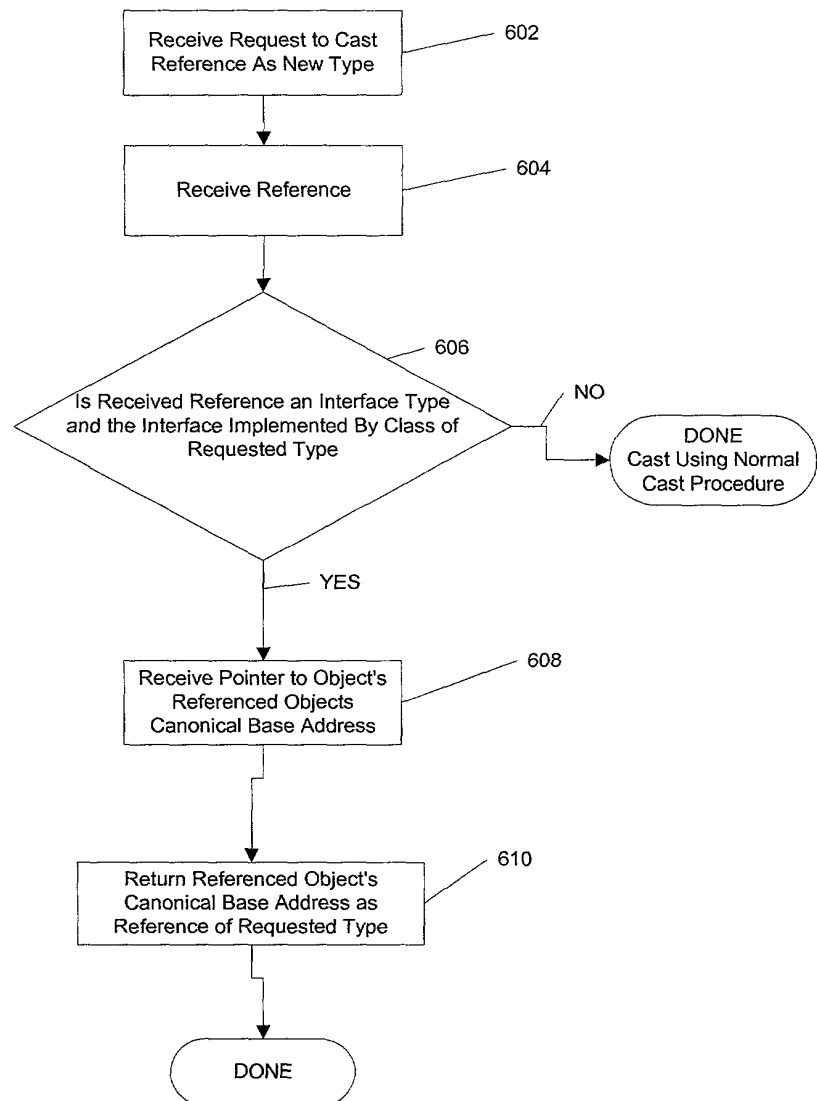 Receive Request to Cast
Reference As New Type
602
Receive Reference
604
606
Is Received Reference an Interface Type
and the Interface Implemented By Class of
Requested Type
NO
DONE
Cast Using Normal
Cast Procedure
YES
Receive Pointer to Object's
Referenced Objects
Canonical Base Address
608
Return Referenced Object's
Canonical Base Address as
Reference of Requested Type
610
DONE